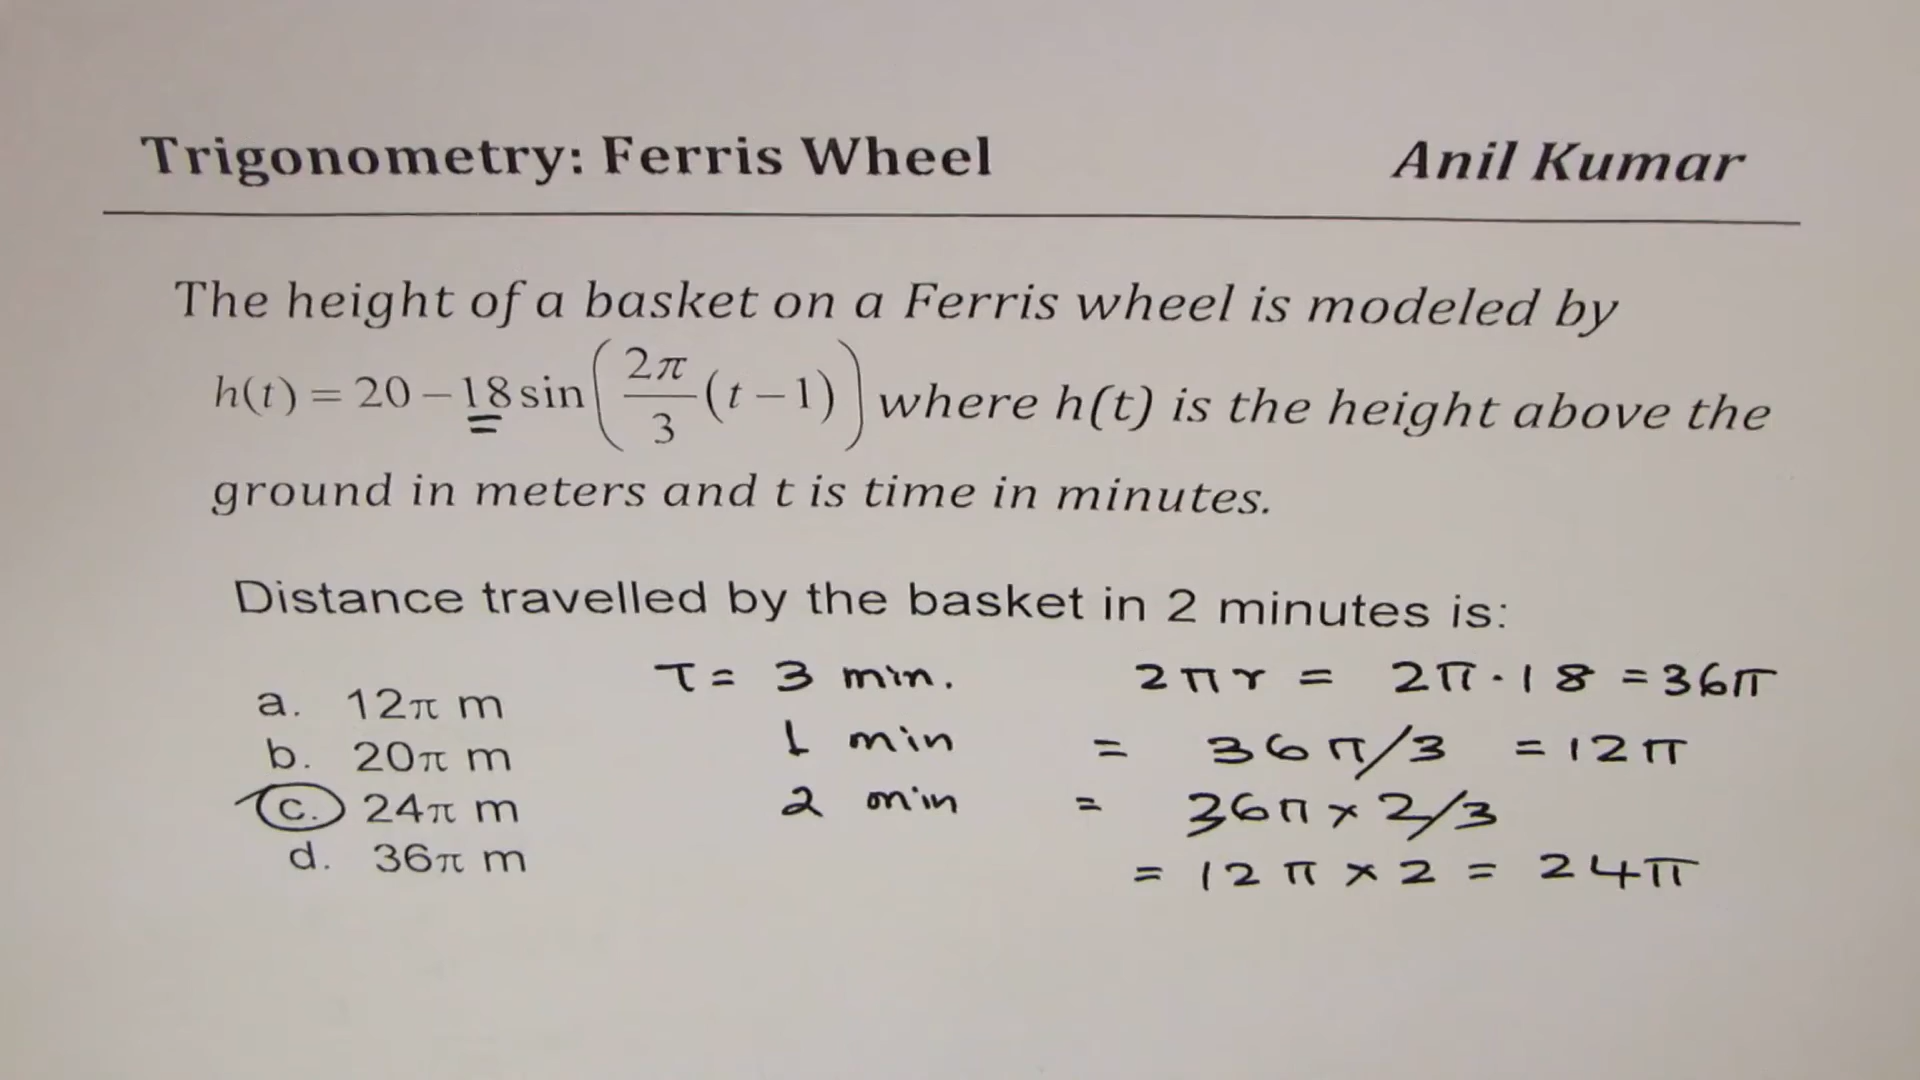 Trigonometry: Ferris Wheel Anil Kumar
The height of a basket on a Ferris wheel is modeled by
h(t) = 20 – 18 sin( 2π/3 (t – 1) ) where h(t) is the height above the
ground in meters and t is time in minutes.
Distance travelled by the basket in 2 minutes is:
a. 12π m
b. 20π m
c. 24π m
d. 36π m
T = 3 min. 2πr = 2π · 18 = 36π
1 min = 36π/3 = 12π
2 min = 36π × 2/3
= 12π × 2 = 24π